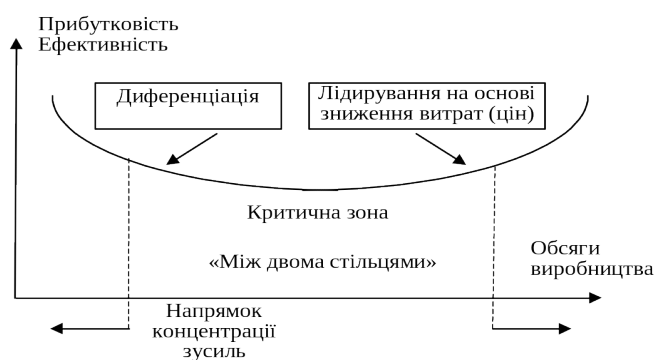 Прибутковість
Ефективність
Диференціація
Лідирування на основі
зниження витрат (цін)
Критична зона
«Між двома стільцями»
Обсяги
виробництва
Напрямок
концентрації
зусиль